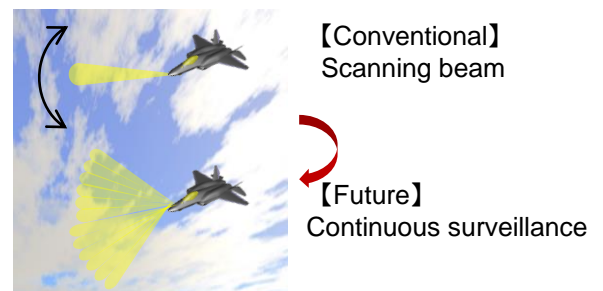 【Conventional】
Scanning beam
【Future】
Continuous surveillance